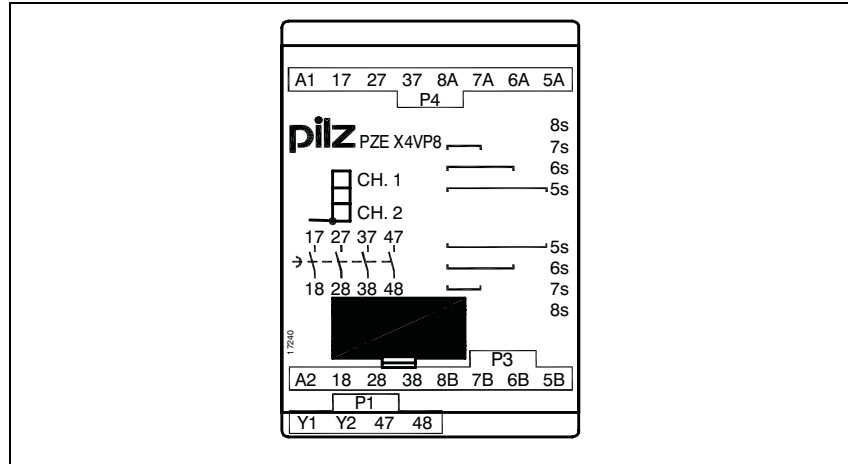 A1 17 27 37 8A 7A 6A 5A
P4
pilz PZE X4VP8
8s
7s
6s
5s
CH. 1
CH. 2
17 27 37 47
18 28 38 48
5s
6s
7s
8s
17240
P3
A2 18 28 38 8B 7B 6B 5B
P1
Y1 Y2 47 48